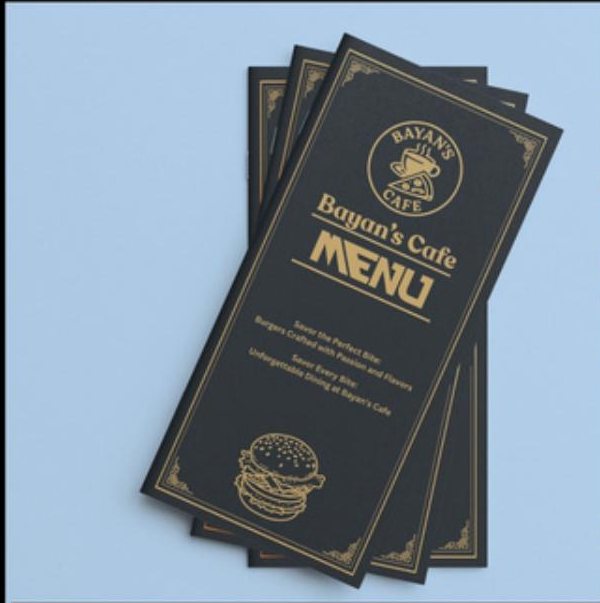 BAYAN'S
CAFE
Bayan's Cafe
MENU
Savor the Perfect Bite:
Burgers Crafted with Passion and Flavors
Savor Every Bite:
Unforgettable Dining at Bayan's Cafe